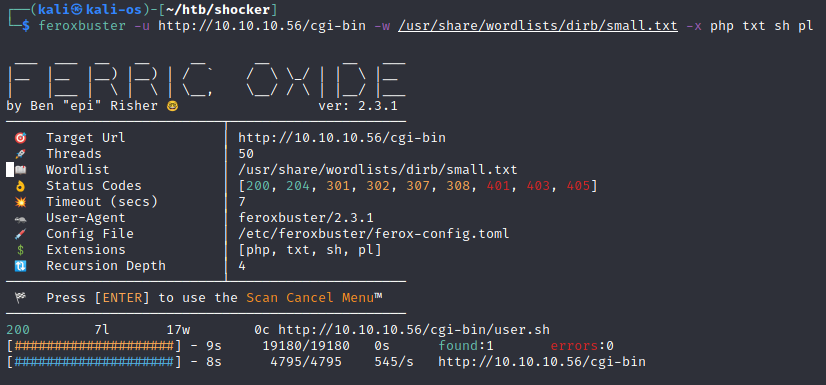 ┌──(kali㉿kali-os)-[~/htb/shocker]
└─$ feroxbuster -u http://10.10.10.56/cgi-bin -w /usr/share/wordlists/dirb/small.txt -x php txt sh pl
FERRIC OXIDE
by Ben "epi" Risher 🤓 ver: 2.3.1
🎯 Target Url │ http://10.10.10.56/cgi-bin
🚀 Threads │ 50
📖 Wordlist │ /usr/share/wordlists/dirb/small.txt
👌 Status Codes │ [200, 204, 301, 302, 307, 308, 401, 403, 405]
💥 Timeout (secs) │ 7
🦡 User-Agent │ feroxbuster/2.3.1
💉 Config File │ /etc/feroxbuster/ferox-config.toml
💲 Extensions │ [php, txt, sh, pl]
🔃 Recursion Depth │ 4
🏁 Press [ENTER] to use the Scan Cancel Menu™
200 7l 17w 0c http://10.10.10.56/cgi-bin/user.sh
[####################] - 9s 19180/19180 0s found:1 errors:0
[####################] - 8s 4795/4795 545/s http://10.10.10.56/cgi-bin